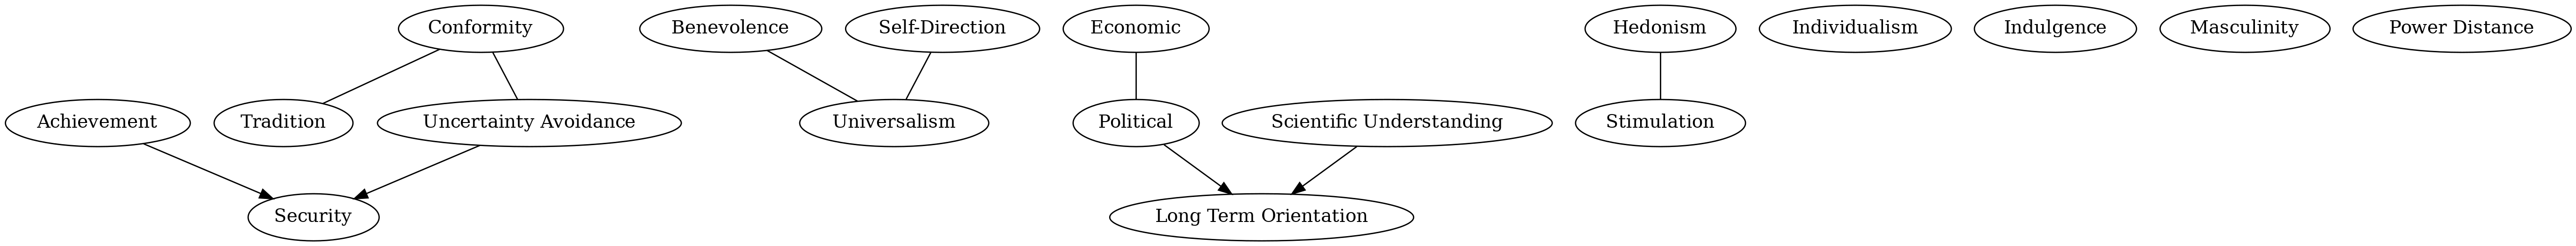 Conformity
Benevolence
Self-Direction
Economic
Hedonism
Individualism
Indulgence
Masculinity
Power Distance
Achievement
Tradition
Uncertainty Avoidance
Universalism
Political
Scientific Understanding
Stimulation
Security
Long Term Orientation